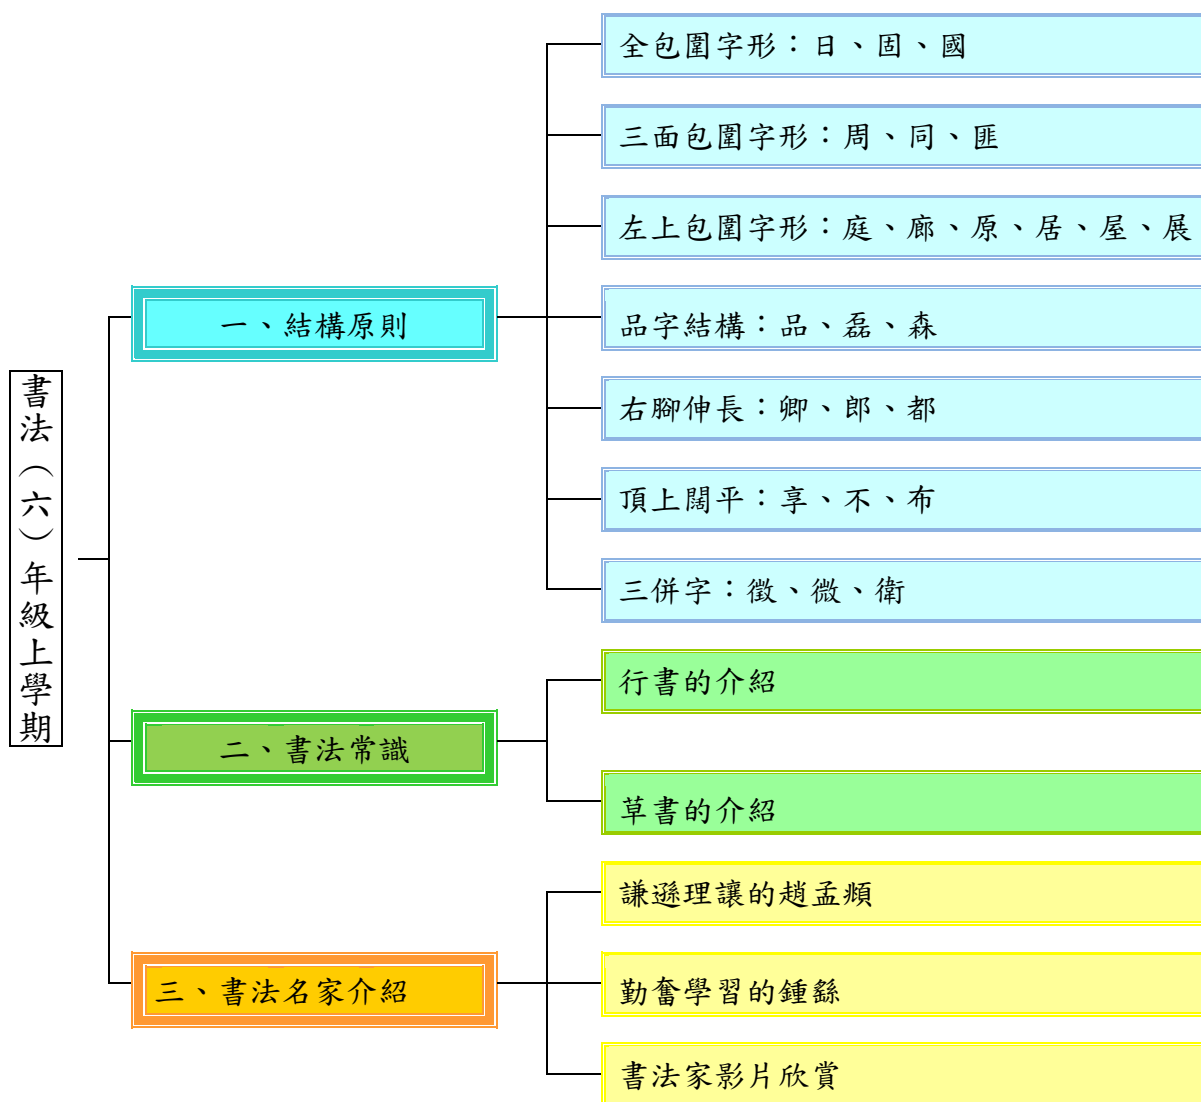 書法（六）年級上學期
一、結構原則
全包圍字形：日、固、國
三面包圍字形：周、同、匪
左上包圍字形：庭、廊、原、居、屋、展
品字結構：品、磊、森
右腳伸長：卿、郎、都
頂上闊平：享、不、布
三併字：徵、微、衛
二、書法常識
行書的介紹
草書的介紹
三、書法名家介紹
謙遜理讓的趙孟頫
勤奮學習的鍾繇
書法家影片欣賞